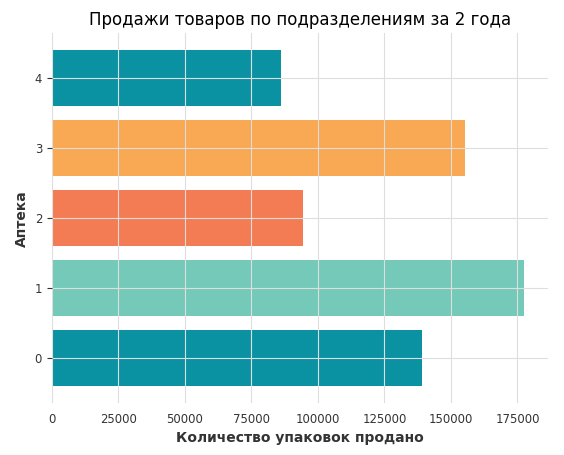 Продажи товаров по подразделениям за 2 года
4
3
2
1
0
Аптека
0 25000 50000 75000 100000 125000 150000 175000
Количество упаковок продано